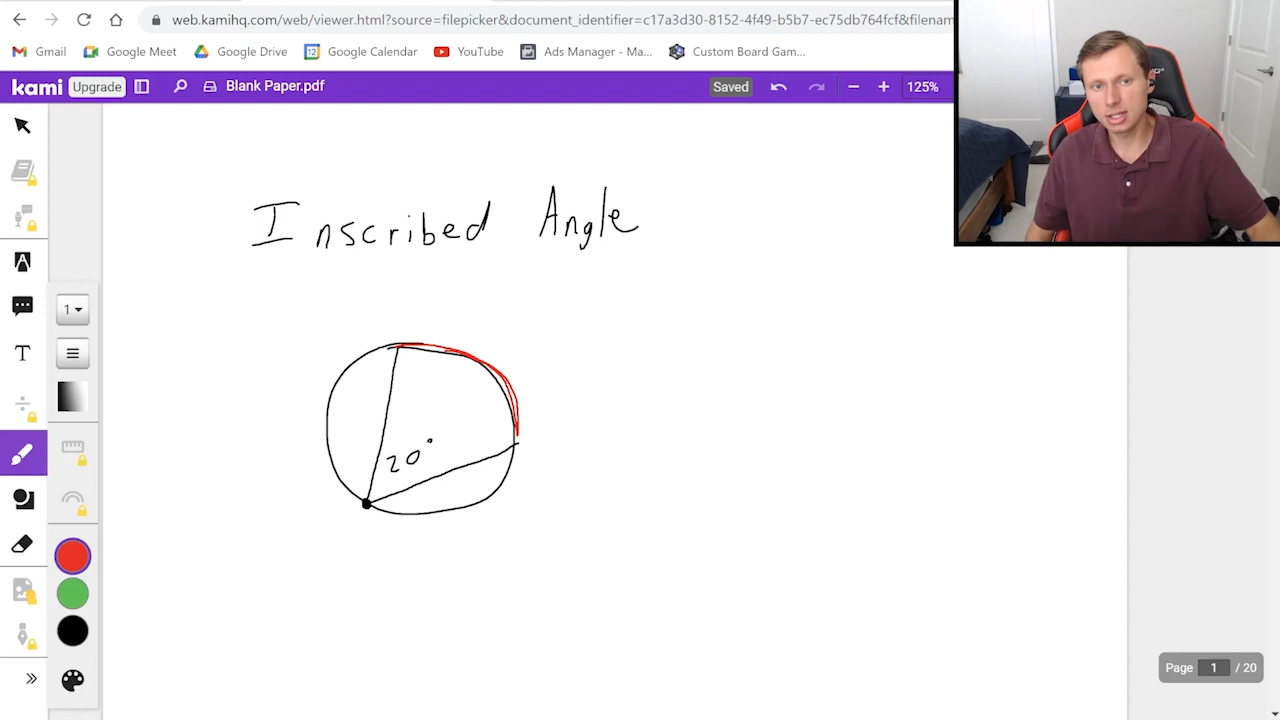 web.kamihq.com/web/viewer.html?source=filepicker&document_identifier=c17a3d30-8152-4f49-b5b7-ec75db764fcf&filenam
Gmail Google Meet Google Drive Google Calendar YouTube Ads Manager - Ma... Custom Board Gam...
kami Upgrade Blank Paper.pdf Saved 125%
Inscribed Angle
1
T
20°
Page 1 / 20